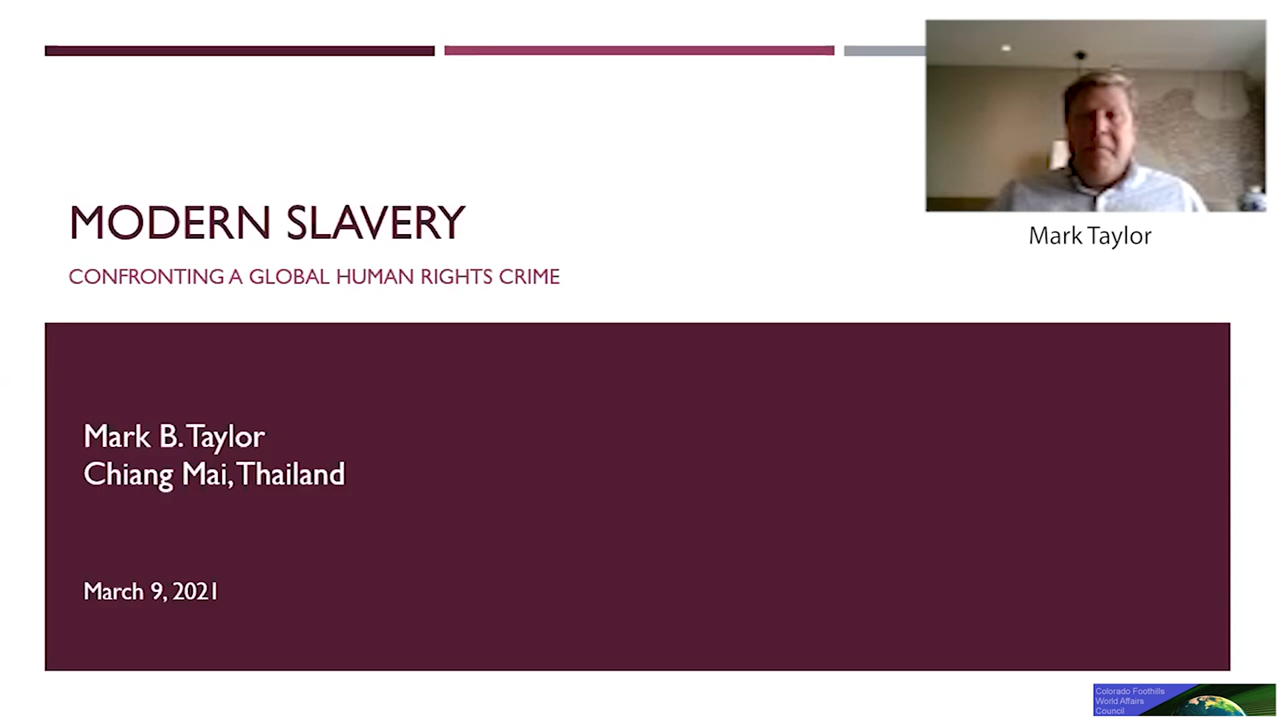 MODERN SLAVERY
CONFRONTING A GLOBAL HUMAN RIGHTS CRIME
Mark Taylor
Mark B. Taylor
Chiang Mai, Thailand
March 9, 2021
Colorado Foothills
World Affairs
Council